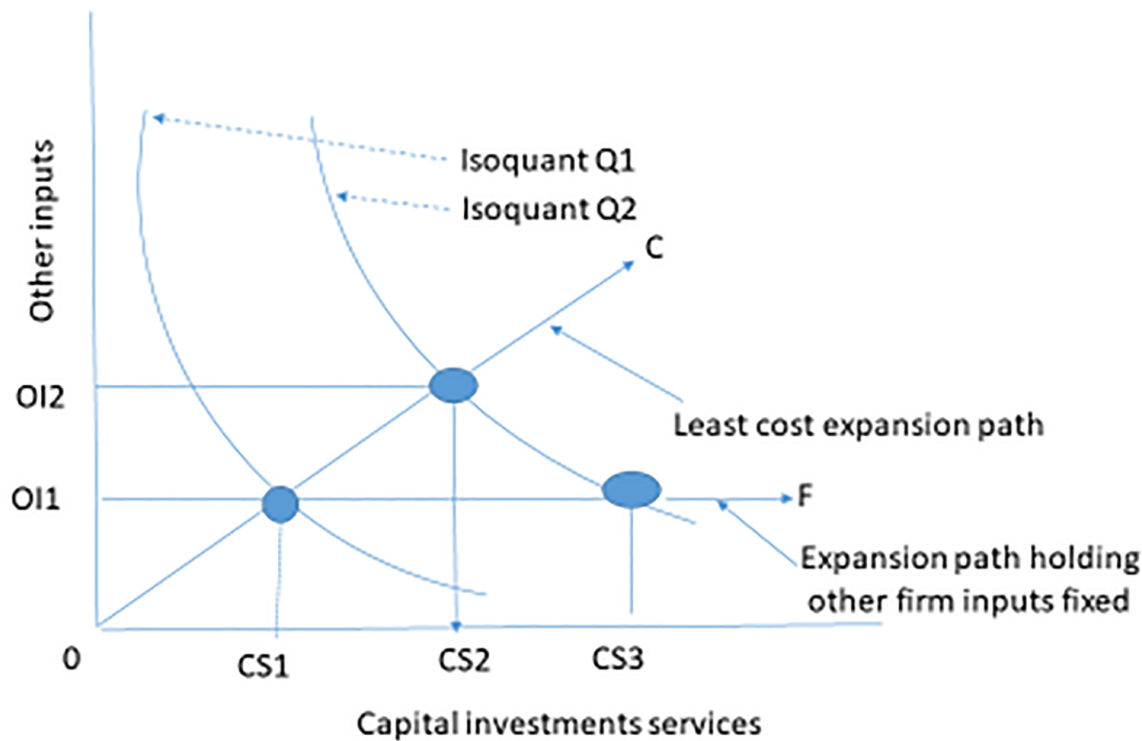 Other inputs
Isoquant Q1
Isoquant Q2
C
OI2
Least cost expansion path
OI1
F
Expansion path holding
other firm inputs fixed
0
CS1
CS2
CS3
Capital investments services